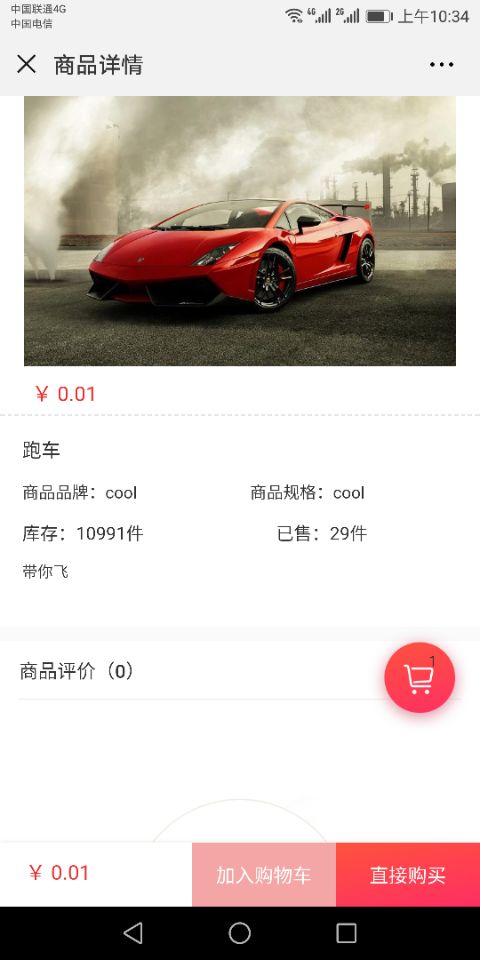 中国联通4G
中国电信
4G 2G 上午10:34
商品详情
￥ 0.01
跑车
商品品牌：cool 商品规格：cool
库存：10991件 已售：29件
带你飞
商品评价（0）
1
￥ 0.01 加入购物车 直接购买